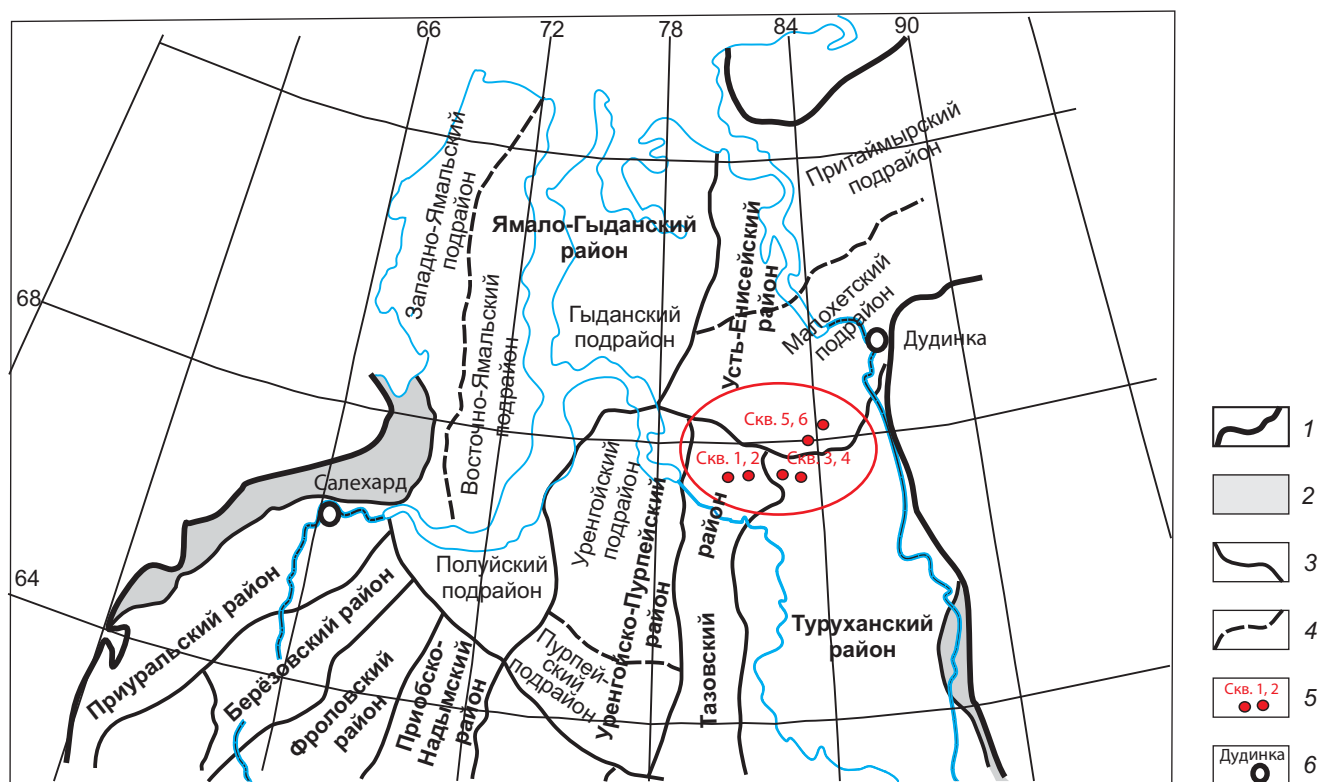 66
72
78
84
90
68
64
Западно-Ямальский
подрайон
Восточно-Ямальский
подрайон
Ямало-Гыданский
район
Гыданский
подрайон
Усть-Енисейский
район
Притаймырский
подрайон
Малохетский
подрайон
Дудинка
Скв. 5, 6
Скв. 1, 2
Скв. 3, 4
Салехард
Полуйский
подрайон
Уренгойский
подрайон
Пурпей-
ский
подрайон
Уренгойско-Пурпейский
район
Тазовский
район
Туруханский
район
Приуральский район
Берёзовский район
Фроловский
район
Приобско-
Надымский
район
1
2
3
4
Скв. 1, 2
5
Дудинка
6